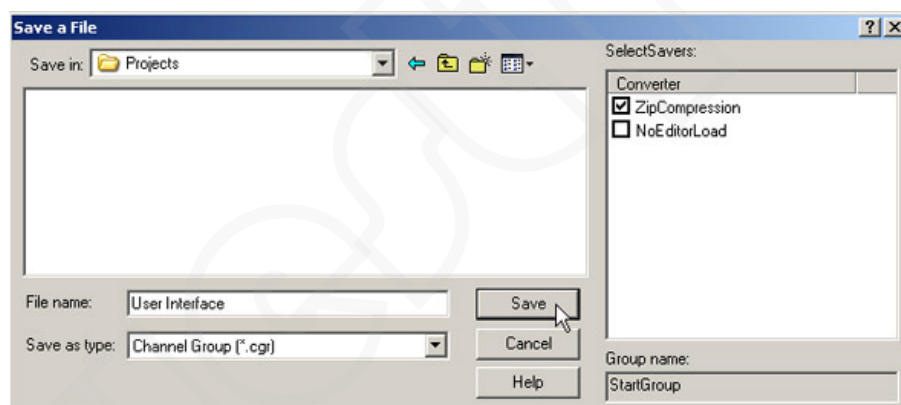 Save a File
Save in: Projects
File name: User Interface
Save as type: Channel Group (*.cgr)
Save
Cancel
Help
SelectSavers:
Converter
ZipCompression
NoEditorLoad
Group name:
StartGroup